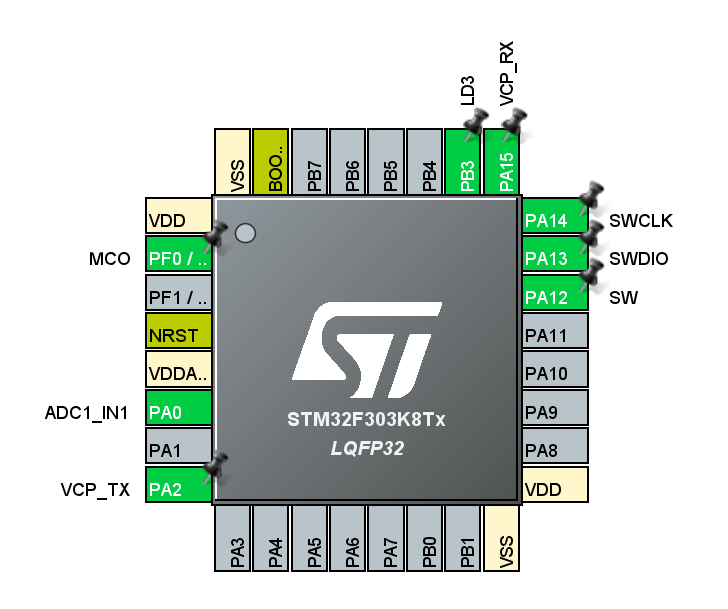 LD3
VCP_RX
VSS
BOO..
PB7
PB6
PB5
PB4
PB3
PA15
VDD
MCO
PF0 / ..
PF1 / ..
NRST
VDDA..
ADC1_IN1
PA0
PA1
VCP_TX
PA2
PA14
SWCLK
PA13
SWDIO
PA12
SW
PA11
PA10
PA9
PA8
VDD
ST
STM32F303K8Tx
LQFP32
PA3
PA4
PA5
PA6
PA7
PB0
PB1
VSS